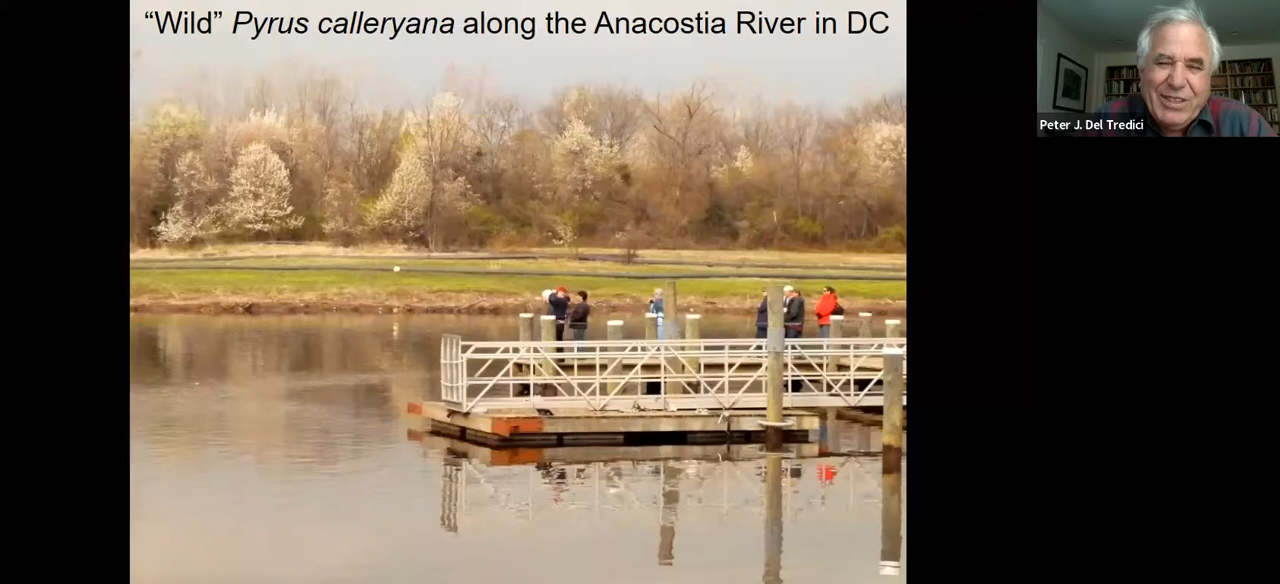 “Wild” Pyrus calleryana along the Anacostia River in DC
Peter J. Del Tredici